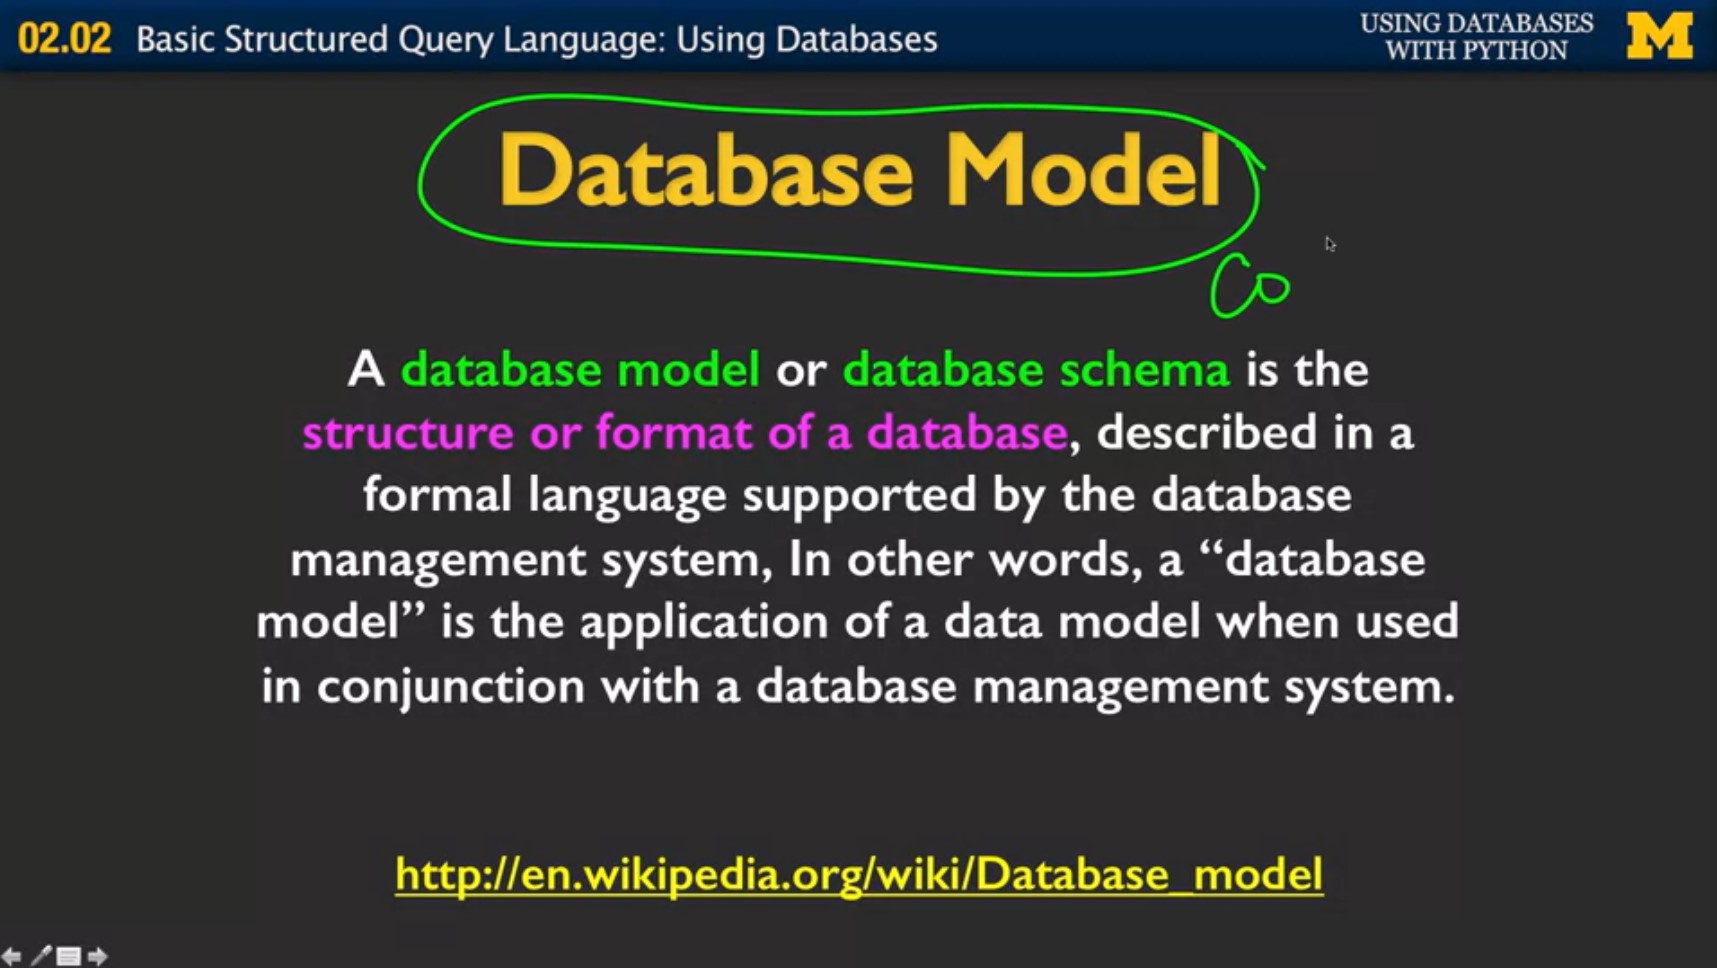 02.02 Basic Structured Query Language: Using Databases
USING DATABASES
WITH PYTHON
M
Database Model
Co
A database model or database schema is the
structure or format of a database, described in a
formal language supported by the database
management system, In other words, a “database
model” is the application of a data model when used
in conjunction with a database management system.
http://en.wikipedia.org/wiki/Database_model